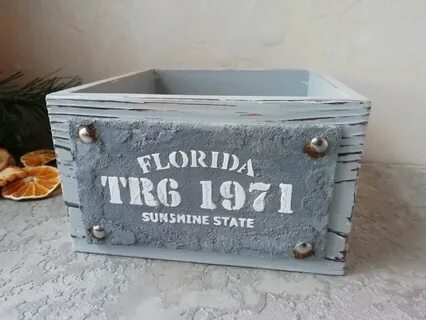 FLORIDA
TR6 1971
SUNSHINE STATE